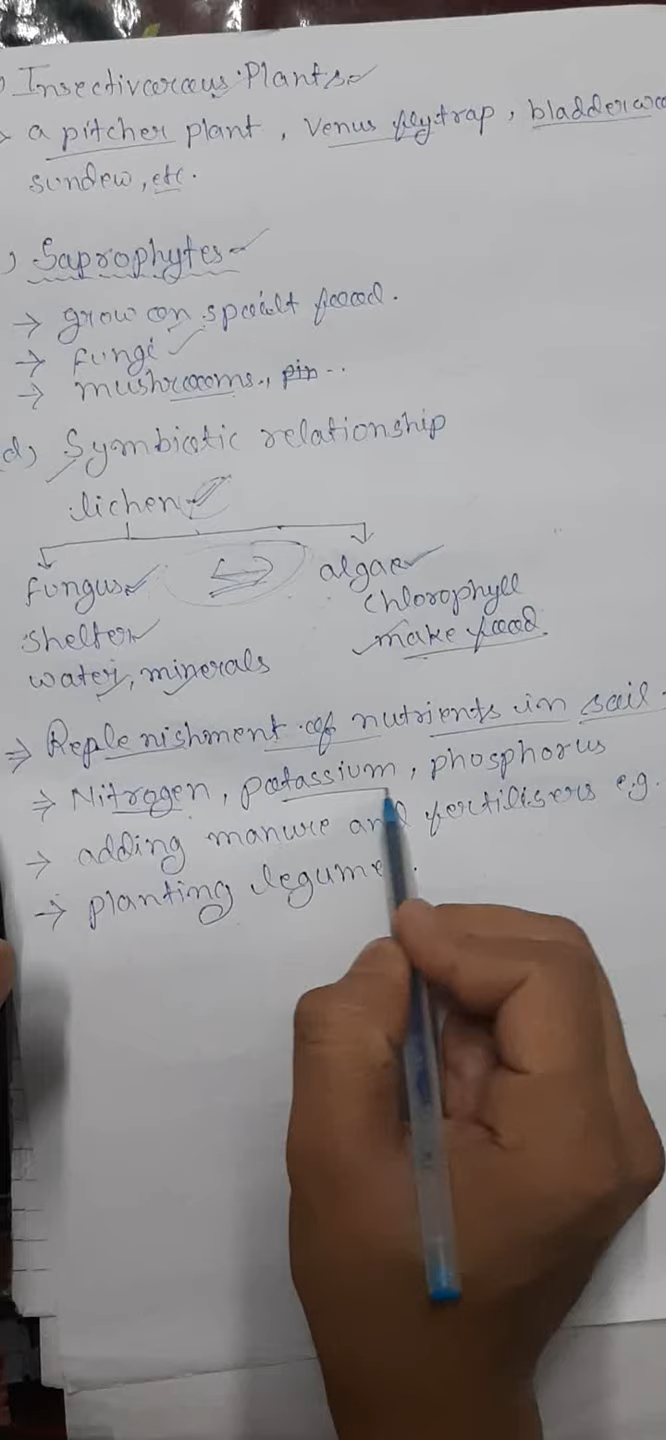 Insectivoraus Plants
→ a pitcher plant, Venus flytrap, bladderwo
sundew, etc.
) Saprophytes
→ grow on spoilt food.
→ fungi
→ mushrooms, pin ..
d) Symbiotic relationship
lichen
fungus algae
shelter chlorophyll
water, minerals make food.
⇒ Replenishment of nutrients in soil.
⇒ Nitrogen, potassium, phosphorus
→ adding manure and fertilisers e.g.
→ planting legume